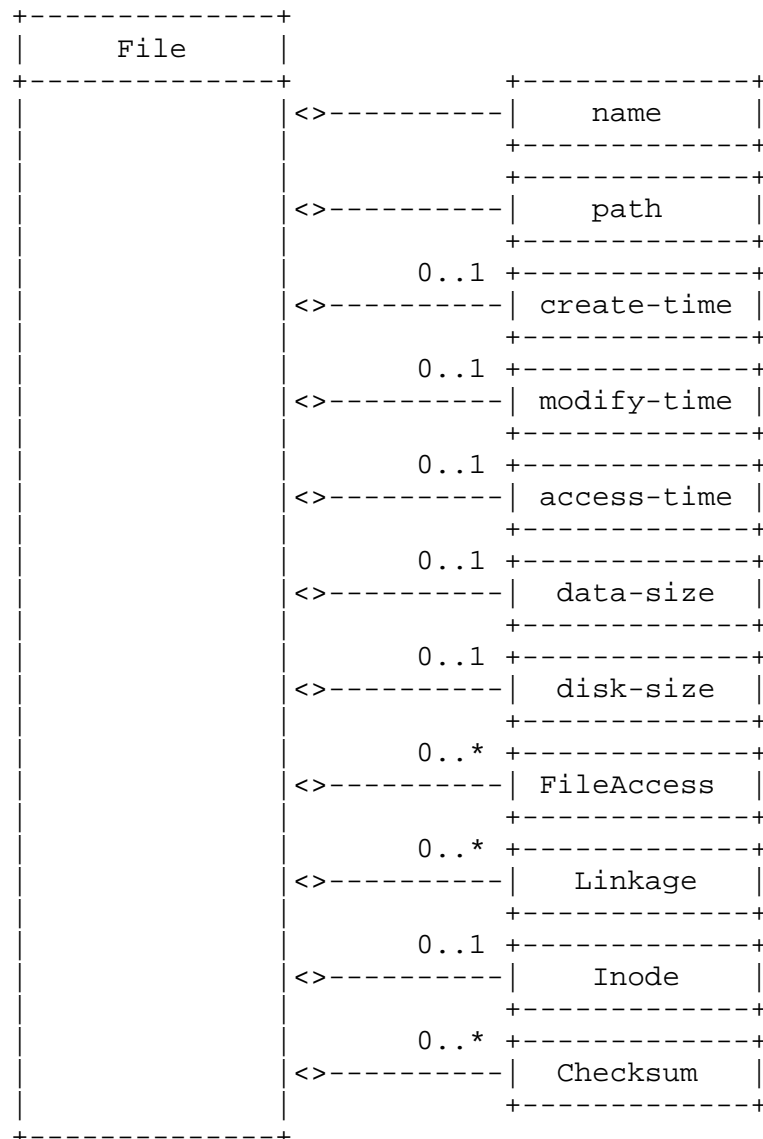 File
name
path
0..1
create-time
0..1
modify-time
0..1
access-time
0..1
data-size
0..1
disk-size
0..*
FileAccess
0..*
Linkage
0..1
Inode
0..*
Checksum